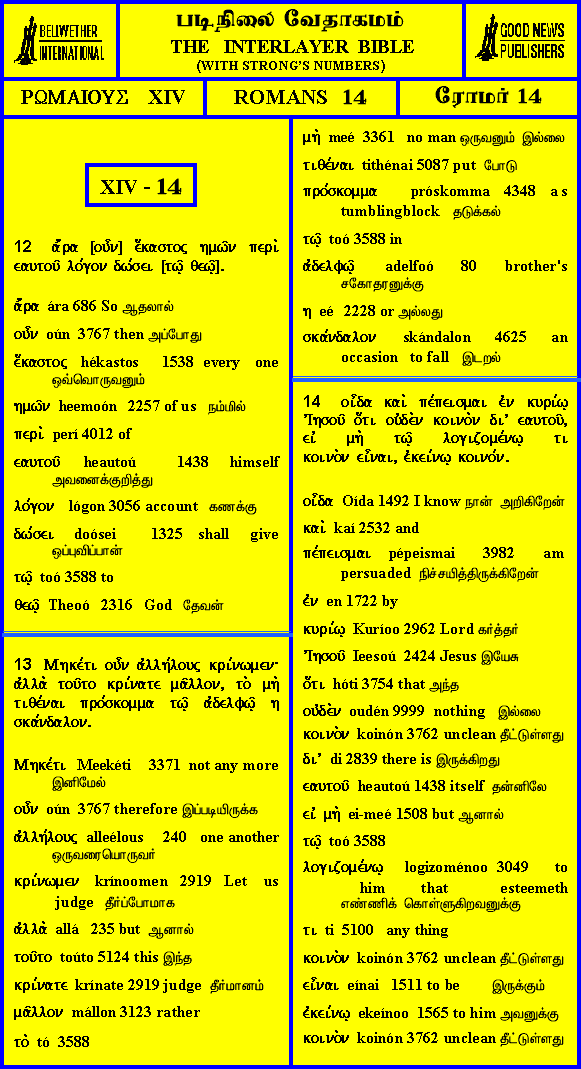 BELIWETHER
INTERNATIONAL
படிநிலை வேதாகமம்
THE INTERLAYER BIBLE
(WITH STRONG'S NUMBERS)
GOOD NEWS
PUBLISHERS
ΡΩΜΑΙΟΥΣ XIV
ROMANS 14
ரோமர் 14
XIV - 14
12 ἄρα [οὖν] ἕκαστος ημῶν περὶ
εαυτοῦ λόγον δώσει [τῷ θεῷ].
ἄρα ára 686 So ஆதலால்
οὖν oún 3767 then அப்போது
ἕκαστος hékastos 1538 every one
ஒவ்வொருவனும்
ημῶν heemoón 2257 of us நம்மில்
περὶ perí 4012 of
εαυτοῦ heautoú 1438 himself
அவனைக்குறித்து
λόγον lógon 3056 account கணக்கு
δώσει doósei 1325 shall give
ஒப்புவிப்பான்
τῷ toó 3588 to
θεῷ Theoó 2316 God தேவன்
13 Μηκέτι οὖν ἀλλήλους κρίνωμεν·
ἀλλὰ τοῦτο κρίνατε μᾶλλον, τὸ μὴ
τιθέναι πρόσκομμα τῷ ἀδελφῷ η
σκάνδαλον.
Μηκέτι Meekéti 3371 not any more
இனிமேல்
οὖν oún 3767 therefore இப்படியிருக்க
ἀλλήλους alleélous 240 one another
ஒருவரையொருவர்
κρίνωμεν krínoomen 2919 Let us
judge தீர்ப்போமாக
ἀλλὰ allá 235 but ஆனால்
τοῦτο toúto 5124 this இந்த
κρίνατε krínate 2919 judge தீர்மானம்
μᾶλλον mállon 3123 rather
τὸ tó 3588
μὴ meé 3361 no man ஒருவனும் இல்லை
τιθέναι tithénai 5087 put போடு
πρόσκομμα próskomma 4348 a s
tumblingblock தடுக்கல்
τῷ toó 3588 in
ἀδελφῷ adelfoó 80 brother's
சகோதரனுக்கு
η eé 2228 or அல்லது
σκάνδαλον skándalon 4625 an
occasion to fall இடறல்
14 οἶδα καὶ πέπεισμαι ἐν κυρίῳ
Ἰησοῦ ὅτι οὐδὲν κοινὸν δι' εαυτοῦ,
εἰ μὴ τῷ λογιζομένῳ τι
κοινὸν εἶναι, ἐκείνῳ κοινόν.
οἶδα Oída 1492 I know நான் அறிகிறேன்
καὶ kaí 2532 and
πέπεισμαι pépeismai 3982 am
persuaded நிச்சயித்திருக்கிறேன்
ἐν en 1722 by
κυρίῳ Kuríoo 2962 Lord கர்த்தர்
Ἰησοῦ Ieesoú 2424 Jesus இயேசு
ὅτι hóti 3754 that அந்த
οὐδὲν oudén 9999 nothing இல்லை
κοινὸν koinón 3762 unclean தீட்டுள்ளது
δι' di 2839 there is இருக்கிறது
εαυτοῦ heautoú 1438 itself தன்னிலே
εἰ μὴ ei-meé 1508 but ஆனால்
τῷ toó 3588
λογιζομένῳ logizoménoo 3049 to
him that esteemeth
எண்ணிக் கொள்ளுகிறவனுக்கு
τι ti 5100 any thing
κοινὸν koinón 3762 unclean தீட்டுள்ளது
εἶναι eínai 1511 to be இருக்கும்
ἐκείνῳ ekeínoo 1565 to him அவனுக்கு
κοινὸν koinón 3762 unclean தீட்டுள்ளது